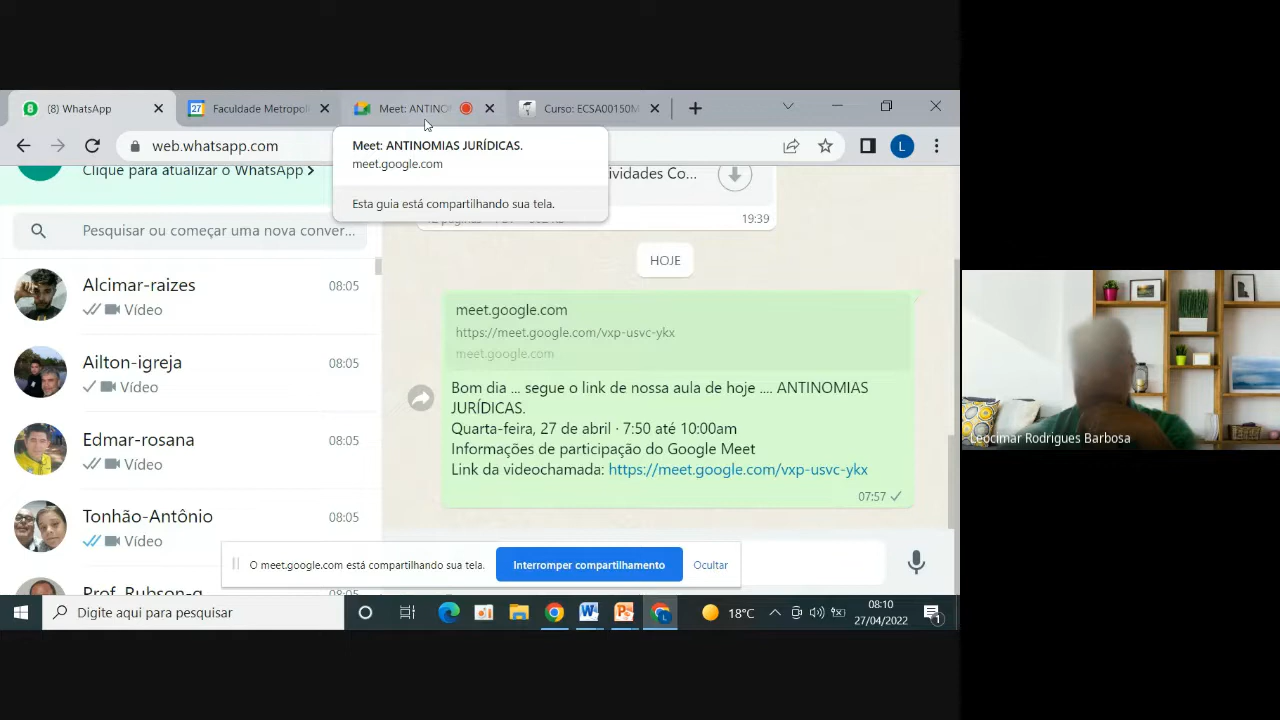 (8) WhatsApp
Faculdade Metropol
Meet: ANTINO
Curso: ECSA00150M
web.whatsapp.com
L
Meet: ANTINOMIAS JURÍDICAS.
meet.google.com
Esta guia está compartilhando sua tela.
Clique para atualizar o WhatsApp
ividades Co...
19:39
Pesquisar ou começar uma nova conver...
HOJE
Alcimar-raizes
08:05
Vídeo
Ailton-igreja
08:05
Vídeo
Edmar-rosana
08:05
Vídeo
Tonhão-Antônio
08:05
Vídeo
Prof. Rubson-g
08:05
meet.google.com
https://meet.google.com/vxp-usvc-ykx
meet.google.com
Bom dia ... segue o link de nossa aula de hoje .... ANTINOMIAS
JURÍDICAS.
Quarta-feira, 27 de abril · 7:50 até 10:00am
Informações de participação do Google Meet
Link da videochamada: https://meet.google.com/vxp-usvc-ykx
07:57
O meet.google.com está compartilhando sua tela.
Interromper compartilhamento
Ocultar
Digite aqui para pesquisar
18°C
08:10
27/04/2022
1
Leocimar Rodrigues Barbosa